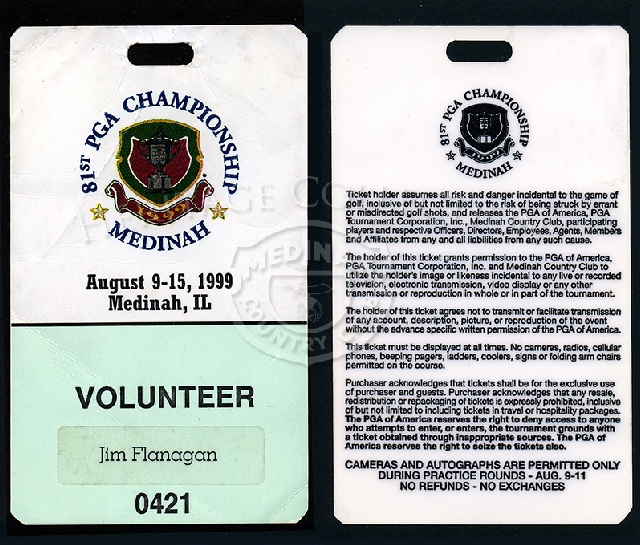 81ST PGA CHAMPIONSHIP
1999
MEDINAH
August 9-15, 1999
Medinah, IL
VOLUNTEER
Jim Flanagan
0421
81ST PGA CHAMPIONSHIP
MEDINAH
Ticket holder assumes all risk and danger incidental to the game of
golf, inclusive of but not limited to the risk of being struck by errant
or misdirected golf shots, and releases the PGA of America, PGA
Tournament Corporation, Inc., Medinah Country Club, participating
players and respective Officers, Directors, Employees, Agents, Members
and Affiliates from any and all liabilities from any such cause.
The holder of this ticket grants permission to the PGA of America,
PGA Tournament Corporation, Inc. and Medinah Country Club to
utilize the holder's image or likeness incidental to any live or recorded
television, electronic transmission, video display or any other
transmission or reproduction in whole or in part of the tournament.
The holder of this ticket agrees not to transmit or facilitate transmission
of any account, description, picture, or reproduction of the event
without the advance specific written permission of the PGA of America.
This ticket must be displayed at all times. No cameras, radios, cellular
phones, beeping pagers, ladders, coolers, signs or folding arm chairs
permitted on the course.
Purchaser acknowledges that tickets shall be for the exclusive use
of purchaser and guests. Purchaser acknowledges that any resale,
redistribution or repackaging of tickets is expressly prohibited, inclusive
of but not limited to including tickets in travel or hospitality packages.
The PGA of America reserves the right to deny access to anyone
who attempts to enter, or enters, the tournament grounds with
a ticket obtained through inappropriate sources. The PGA of
America reserves the right to seize the tickets also.
CAMERAS AND AUTOGRAPHS ARE PERMITTED ONLY
DURING PRACTICE ROUNDS - AUG. 9-11
NO REFUNDS - NO EXCHANGES
MEDINAH
COUNTRY CLUB